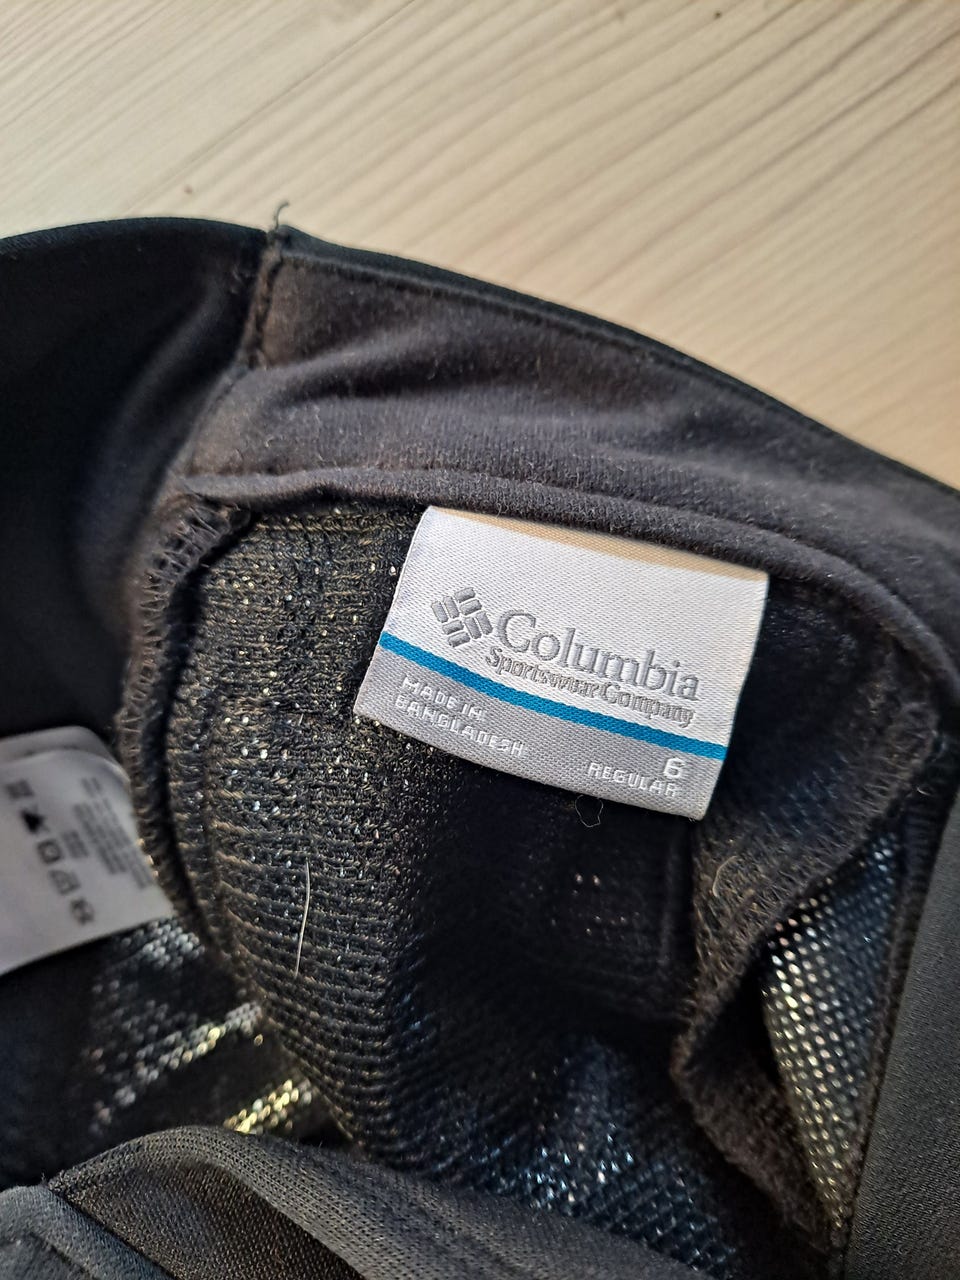 Columbia
Sportswear Company
MADE IN
BANGLADESH
6
REGULAR